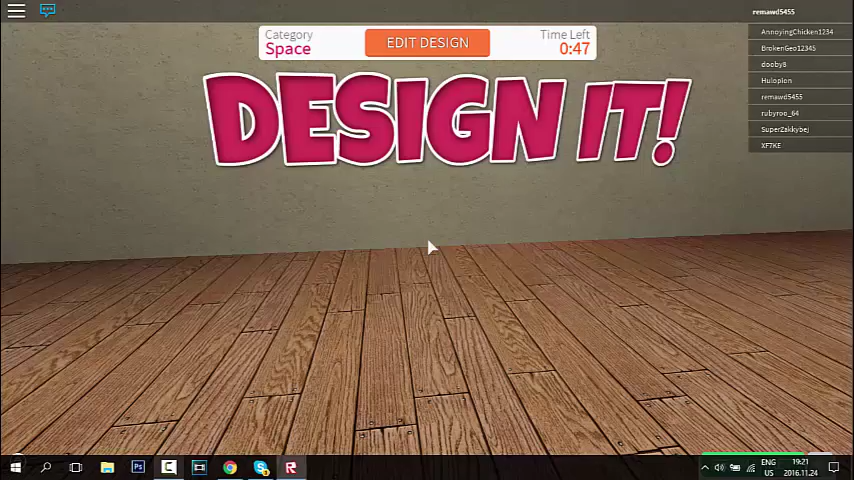 remawd5455
Category
Space
EDIT DESIGN
Time Left
0:47
DESIGN IT!
AnnoyingChicken1234
BrokenGeo12345
dooby8
Hulopion
remawd5455
rubyroo_64
SuperZakkybej
XF7KE
Ps
ENG
US
19:21
2016.11.24